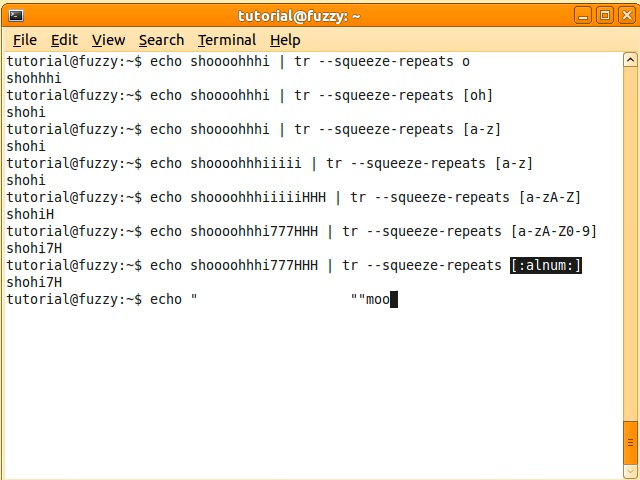 tutorial@fuzzy: ~
File Edit View Search Terminal Help
tutorial@fuzzy:~$ echo shoooohhhi | tr --squeeze-repeats o
shohhhi
tutorial@fuzzy:~$ echo shoooohhhi | tr --squeeze-repeats [oh]
shohi
tutorial@fuzzy:~$ echo shoooohhhi | tr --squeeze-repeats [a-z]
shohi
tutorial@fuzzy:~$ echo shoooohhhiiiii | tr --squeeze-repeats [a-z]
shohi
tutorial@fuzzy:~$ echo shoooohhhiiiiiHHH | tr --squeeze-repeats [a-zA-Z]
shohiH
tutorial@fuzzy:~$ echo shoooohhhi777HHH | tr --squeeze-repeats [a-zA-Z0-9]
shohi7H
tutorial@fuzzy:~$ echo shoooohhhi777HHH | tr --squeeze-repeats [:alnum:]
shohi7H
tutorial@fuzzy:~$ echo "                   ""moo